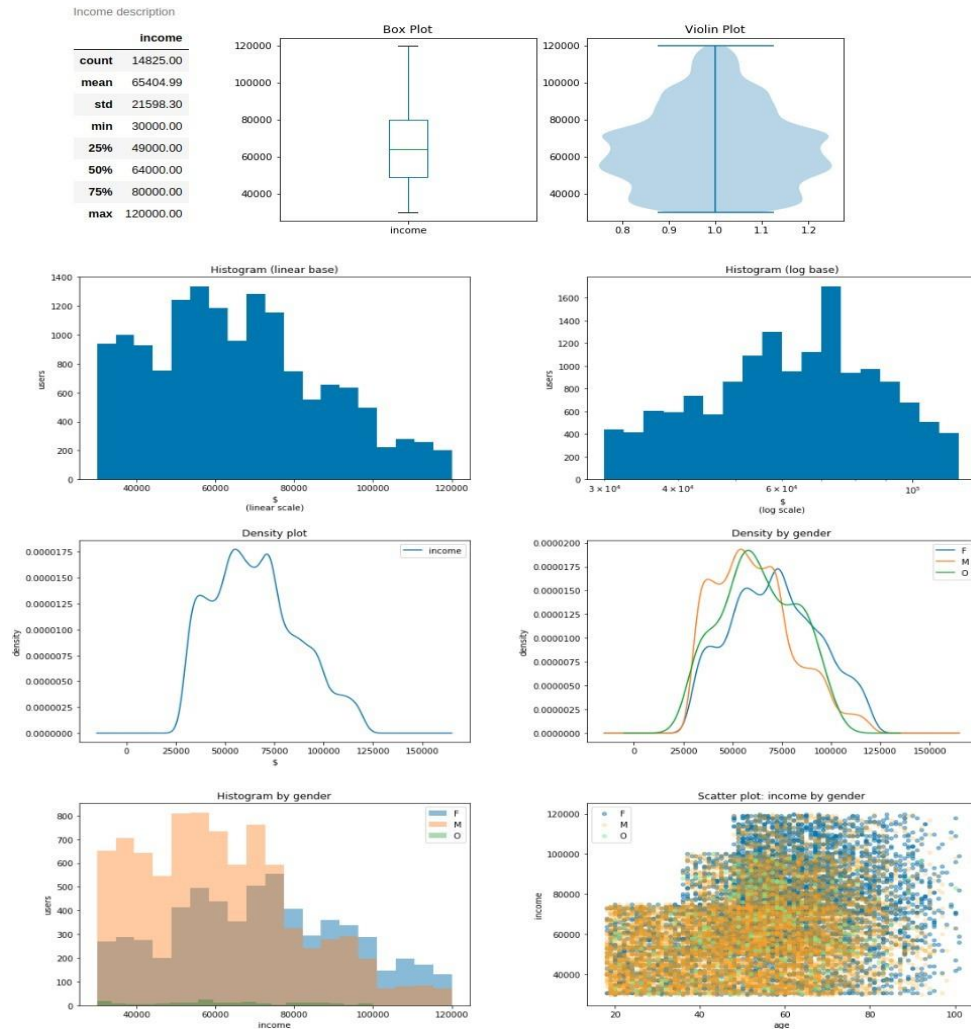 Income description
income
count 14825.00
mean 65404.99
std 21598.30
min 30000.00
25% 49000.00
50% 64000.00
75% 80000.00
max 120000.00
Box Plot
120000
100000
80000
60000
40000
income
Violin Plot
120000
100000
80000
60000
40000
0.8 0.9 1.0 1.1 1.2
Histogram (linear base)
1400
1200
1000
800
600
400
200
0
users
40000 60000 80000 100000 120000
$
(linear scale)
Histogram (log base)
1600
1400
1200
1000
800
600
400
200
0
users
3 × 10⁴ 4 × 10⁴ 6 × 10⁴ 10⁵
$
(log scale)
Density plot
0.0000175
0.0000150
0.0000125
0.0000100
0.0000075
0.0000050
0.0000025
0.0000000
density
income
0 25000 50000 75000 100000 125000 150000
$
Density by gender
0.0000200
0.0000175
0.0000150
0.0000125
0.0000100
0.0000075
0.0000050
0.0000025
0.0000000
density
F
M
O
0 25000 50000 75000 100000 125000 150000
Histogram by gender
800
700
600
500
400
300
200
100
0
users
F
M
O
40000 60000 80000 100000 120000
income
Scatter plot: income by gender
120000
100000
80000
60000
40000
income
F
M
O
20 40 60 80 100
age